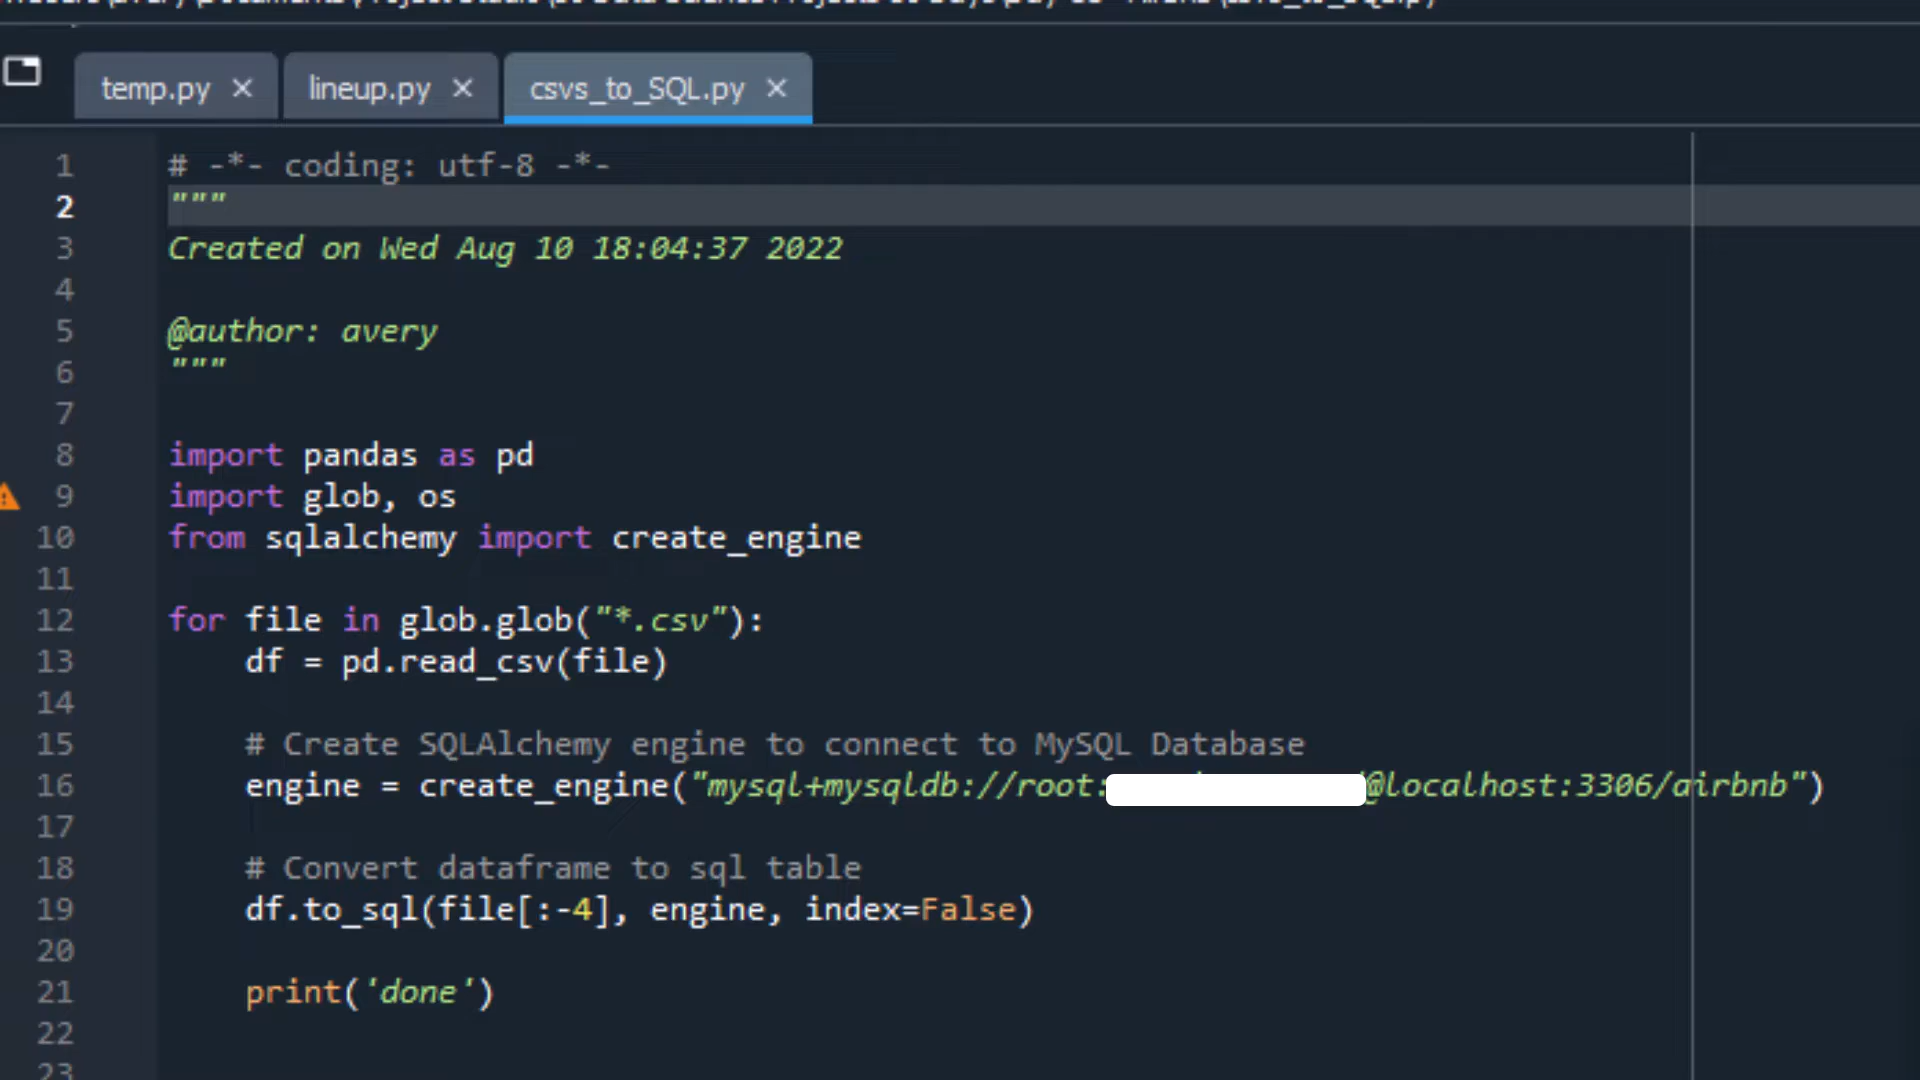 temp.py × lineup.py × csvs_to_SQL.py ×
1 # -*- coding: utf-8 -*-
2 """
3 Created on Wed Aug 10 18:04:37 2022
4
5 @author: avery
6 """
7
8 import pandas as pd
9 import glob, os
10 from sqlalchemy import create_engine
11
12 for file in glob.glob("*.csv"):
13 df = pd.read_csv(file)
14
15 # Create SQLAlchemy engine to connect to MySQL Database
16 engine = create_engine("mysql+mysqldb://root: @localhost:3306/airbnb")
17
18 # Convert dataframe to sql table
19 df.to_sql(file[:-4], engine, index=False)
20
21 print('done')
22
23